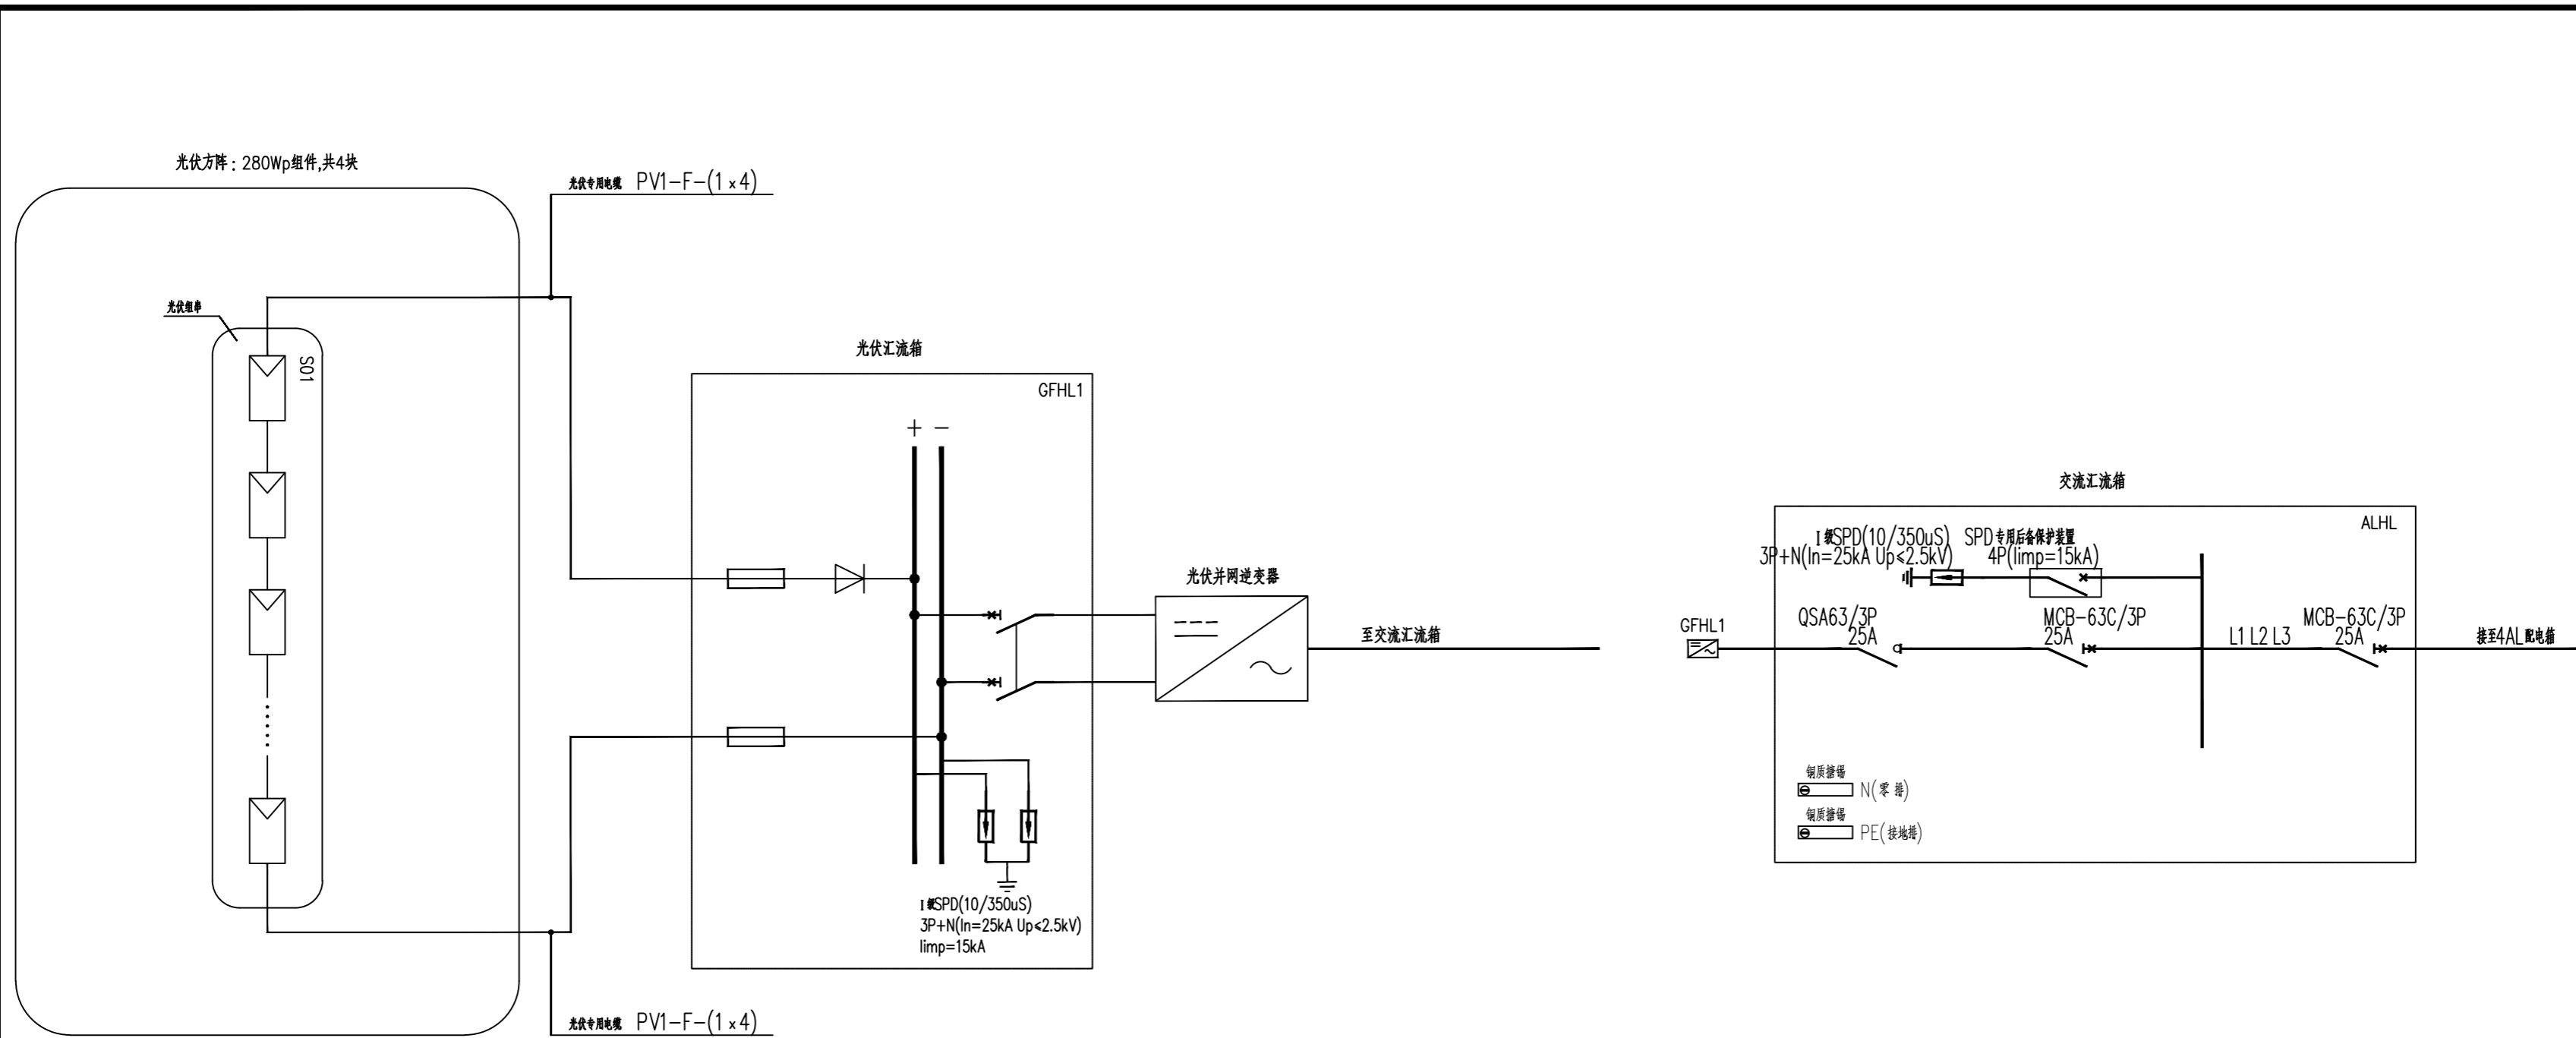 光伏方阵：280Wp组件,共4块
光伏专用电缆 PV1-F-(1×4)
光伏组串
S01
光伏汇流箱
GFHL1
+ −
Ⅰ级SPD(10/350uS)
3P+N(In=25kA Up≤2.5kV)
Iimp=15kA
光伏专用电缆 PV1-F-(1×4)
光伏并网逆变器
至交流汇流箱
交流汇流箱
ALHL
Ⅰ级SPD(10/350uS) SPD专用后备保护装置
3P+N(In=25kA Up≤2.5kV) 4P(Iimp=15kA)
GFHL1
QSA63/3P
25A
MCB-63C/3P
25A
L1 L2 L3
MCB-63C/3P
25A
接至4AL配电箱
铜质搪锡
N(零排)
铜质搪锡
PE(接地排)